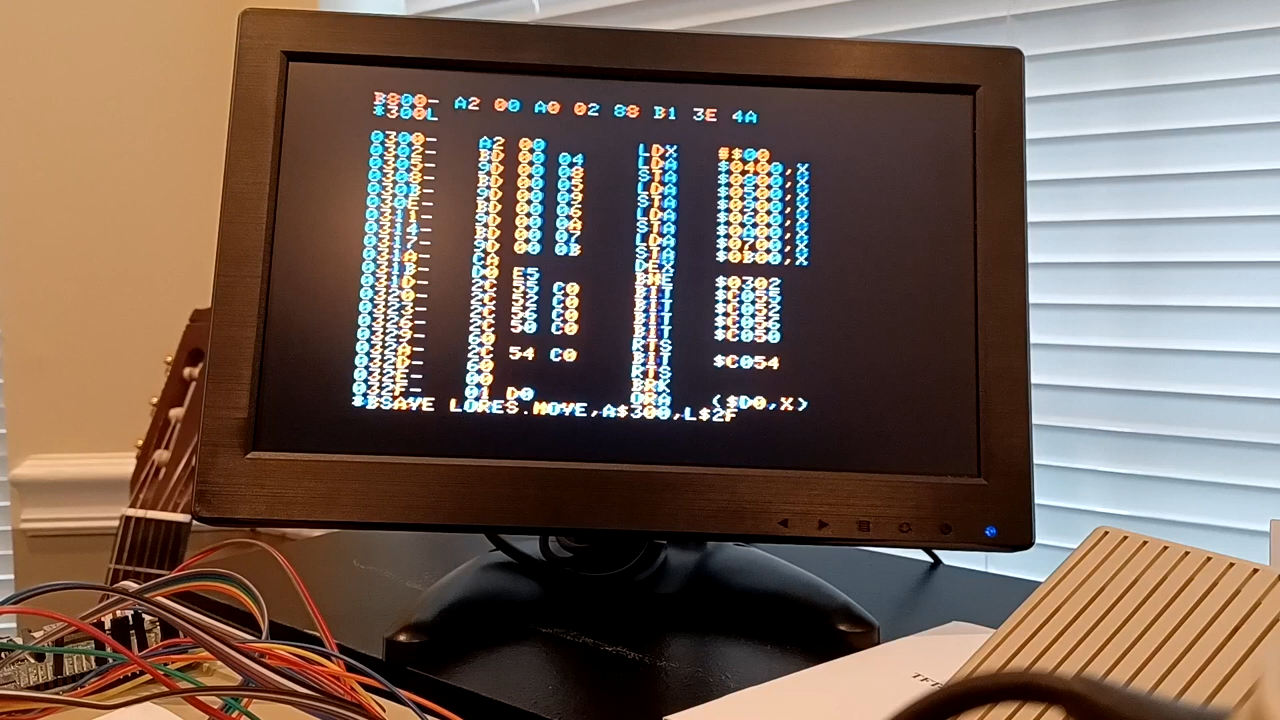 B800- A2 00 A0 02 88 B1 3E 4A
*300L
0300- A2 00 LDX #$00
0302- BD 00 04 LDA $0400,X
0305- 9D 00 08 STA $0800,X
0308- BD 00 05 LDA $0500,X
030B- 9D 00 09 STA $0900,X
030E- BD 00 06 LDA $0600,X
0311- 9D 00 0A STA $0A00,X
0314- BD 00 07 LDA $0700,X
0317- 9D 00 0B STA $0B00,X
031A- CA DEX
031B- D0 E5 BNE $0302
031D- 2C 55 C0 BIT $C055
0320- 2C 52 C0 BIT $C052
0323- 2C 56 C0 BIT $C056
0326- 2C 50 C0 BIT $C050
0329- 60 RTS
032A- 2C 54 C0 BIT $C054
032D- 60 RTS
032E- 00 BRK
032F- 01 D0 ORA ($D0,X)
*BSAVE LORES.MOVE,A$300,L$2F